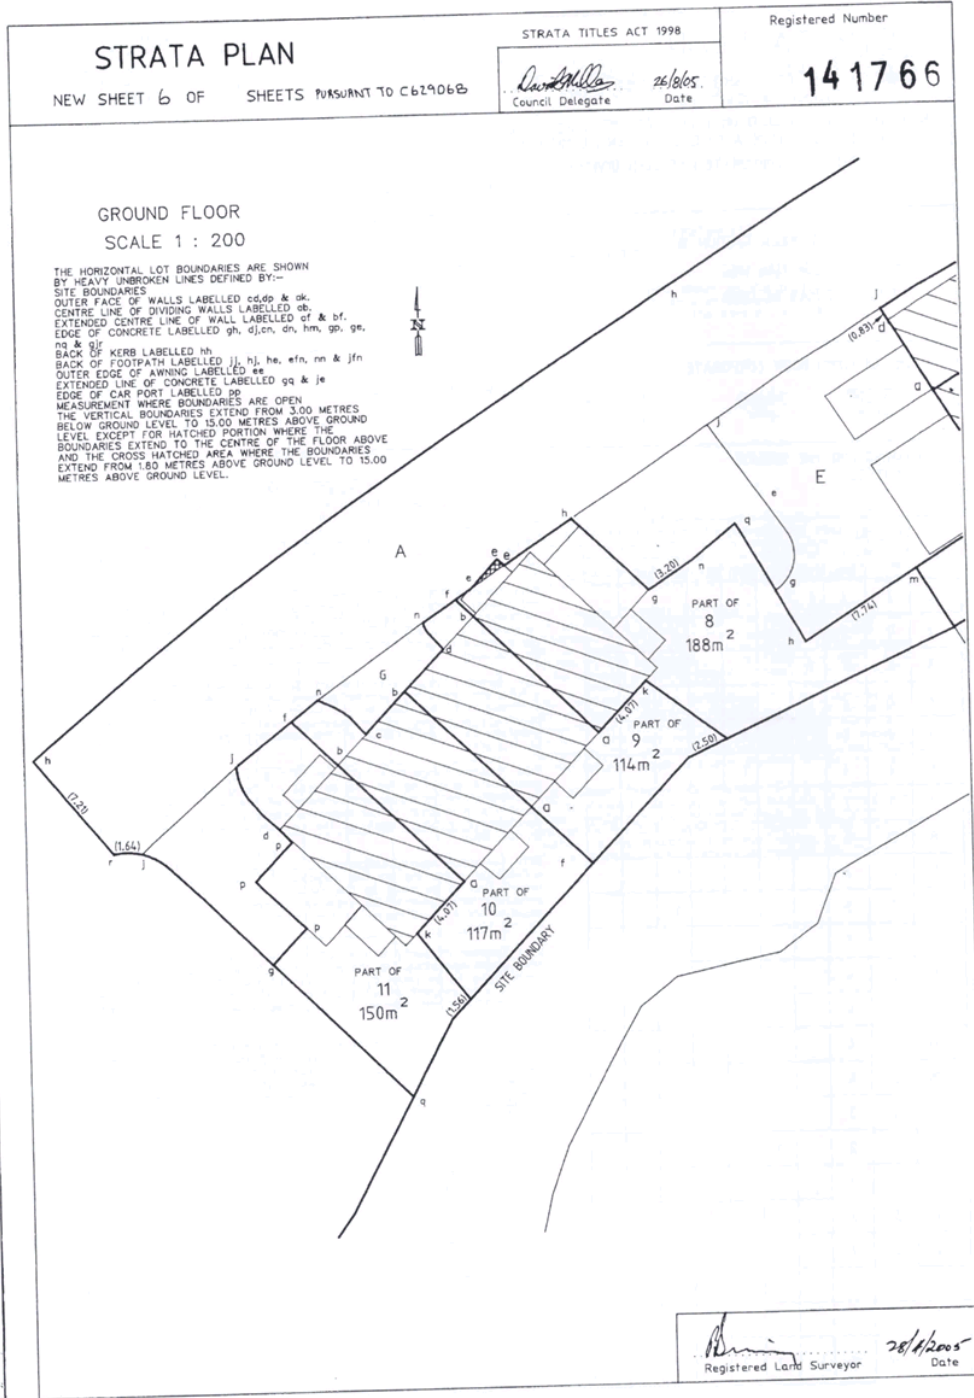 STRATA PLAN
NEW SHEET 6 OF SHEETS PURSUANT TO C629068
STRATA TITLES ACT 1998
26/8/05
Council Delegate Date
Registered Number
141766
GROUND FLOOR
SCALE 1 : 200
THE HORIZONTAL LOT BOUNDARIES ARE SHOWN
BY HEAVY UNBROKEN LINES DEFINED BY:-
SITE BOUNDARIES
OUTER FACE OF WALLS LABELLED cd,dp & ak.
CENTRE LINE OF DIVIDING WALLS LABELLED ab.
EXTENDED CENTRE LINE OF WALL LABELLED af & bf.
EDGE OF CONCRETE LABELLED gh, dj,cn, dn, hm, gp, ge,
nq & qjr
BACK OF KERB LABELLED hh
BACK OF FOOTPATH LABELLED jj, hj, he, efn, nn & jfn
OUTER EDGE OF AWNING LABELLED ee
EXTENDED LINE OF CONCRETE LABELLED gq & je
EDGE OF CAR PORT LABELLED pp
MEASUREMENT WHERE BOUNDARIES ARE OPEN
THE VERTICAL BOUNDARIES EXTEND FROM 3.00 METRES
BELOW GROUND LEVEL TO 15.00 METRES ABOVE GROUND
LEVEL EXCEPT FOR HATCHED PORTION WHERE THE
BOUNDARIES EXTEND TO THE CENTRE OF THE FLOOR ABOVE
AND THE CROSS HATCHED AREA WHERE THE BOUNDARIES
EXTEND FROM 1.80 METRES ABOVE GROUND LEVEL TO 15.00
METRES ABOVE GROUND LEVEL.
N
h
j
(0.83)
d
a
j
E
e
h
q
A
e e
e
(3.20)
n
f
b
n
g
g
PART OF
8
188m²
m
(7.74)
h
d
G
b
k
n
(4.07)
PART OF
9
114m²
a
(2.50)
f
b
c
j
h
(7.21)
a
d
(1.64)
r
j
p
f
p
a
PART OF
10
117m²
(4.07)
p
k
g
SITE BOUNDARY
PART OF
11
150m²
(1.56)
q
28/4/2005
Registered Land Surveyor Date